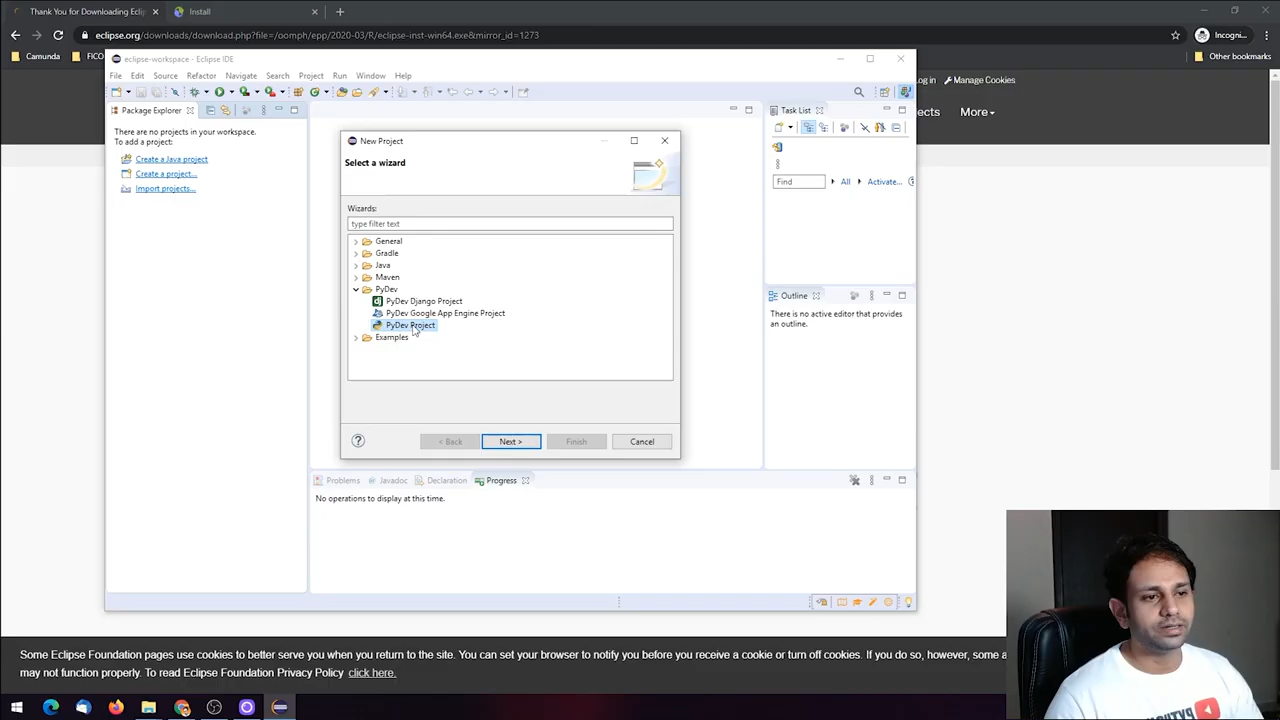 Thank You for Downloading Ecli
Install
eclipse.org/downloads/download.php?file=/oomph/epp/2020-03/R/eclipse-inst-win64.exe&mirror_id=1273
Incogni...
Camunda
FICO
Other bookmarks
eclipse-workspace - Eclipse IDE
File Edit Source Refactor Navigate Search Project Run Window Help
og in
Manage Cookies
ects
More
Package Explorer
There are no projects in your workspace.
To add a project:
Create a Java project
Create a project...
Import projects...
New Project
Select a wizard
Wizards:
type filter text
General
Gradle
Java
Maven
PyDev
PyDev Django Project
PyDev Google App Engine Project
PyDev Project
Examples
< Back
Next >
Finish
Cancel
Task List
Find
All
Activate...
Outline
There is no active editor that provides
an outline.
Problems
Javadoc
Declaration
Progress
No operations to display at this time.
Some Eclipse Foundation pages use cookies to better serve you when you return to the site. You can set your browser to notify you before you receive a cookie or turn off cookies. If you do so, however, some a
may not function properly. To read Eclipse Foundation Privacy Policy click here.